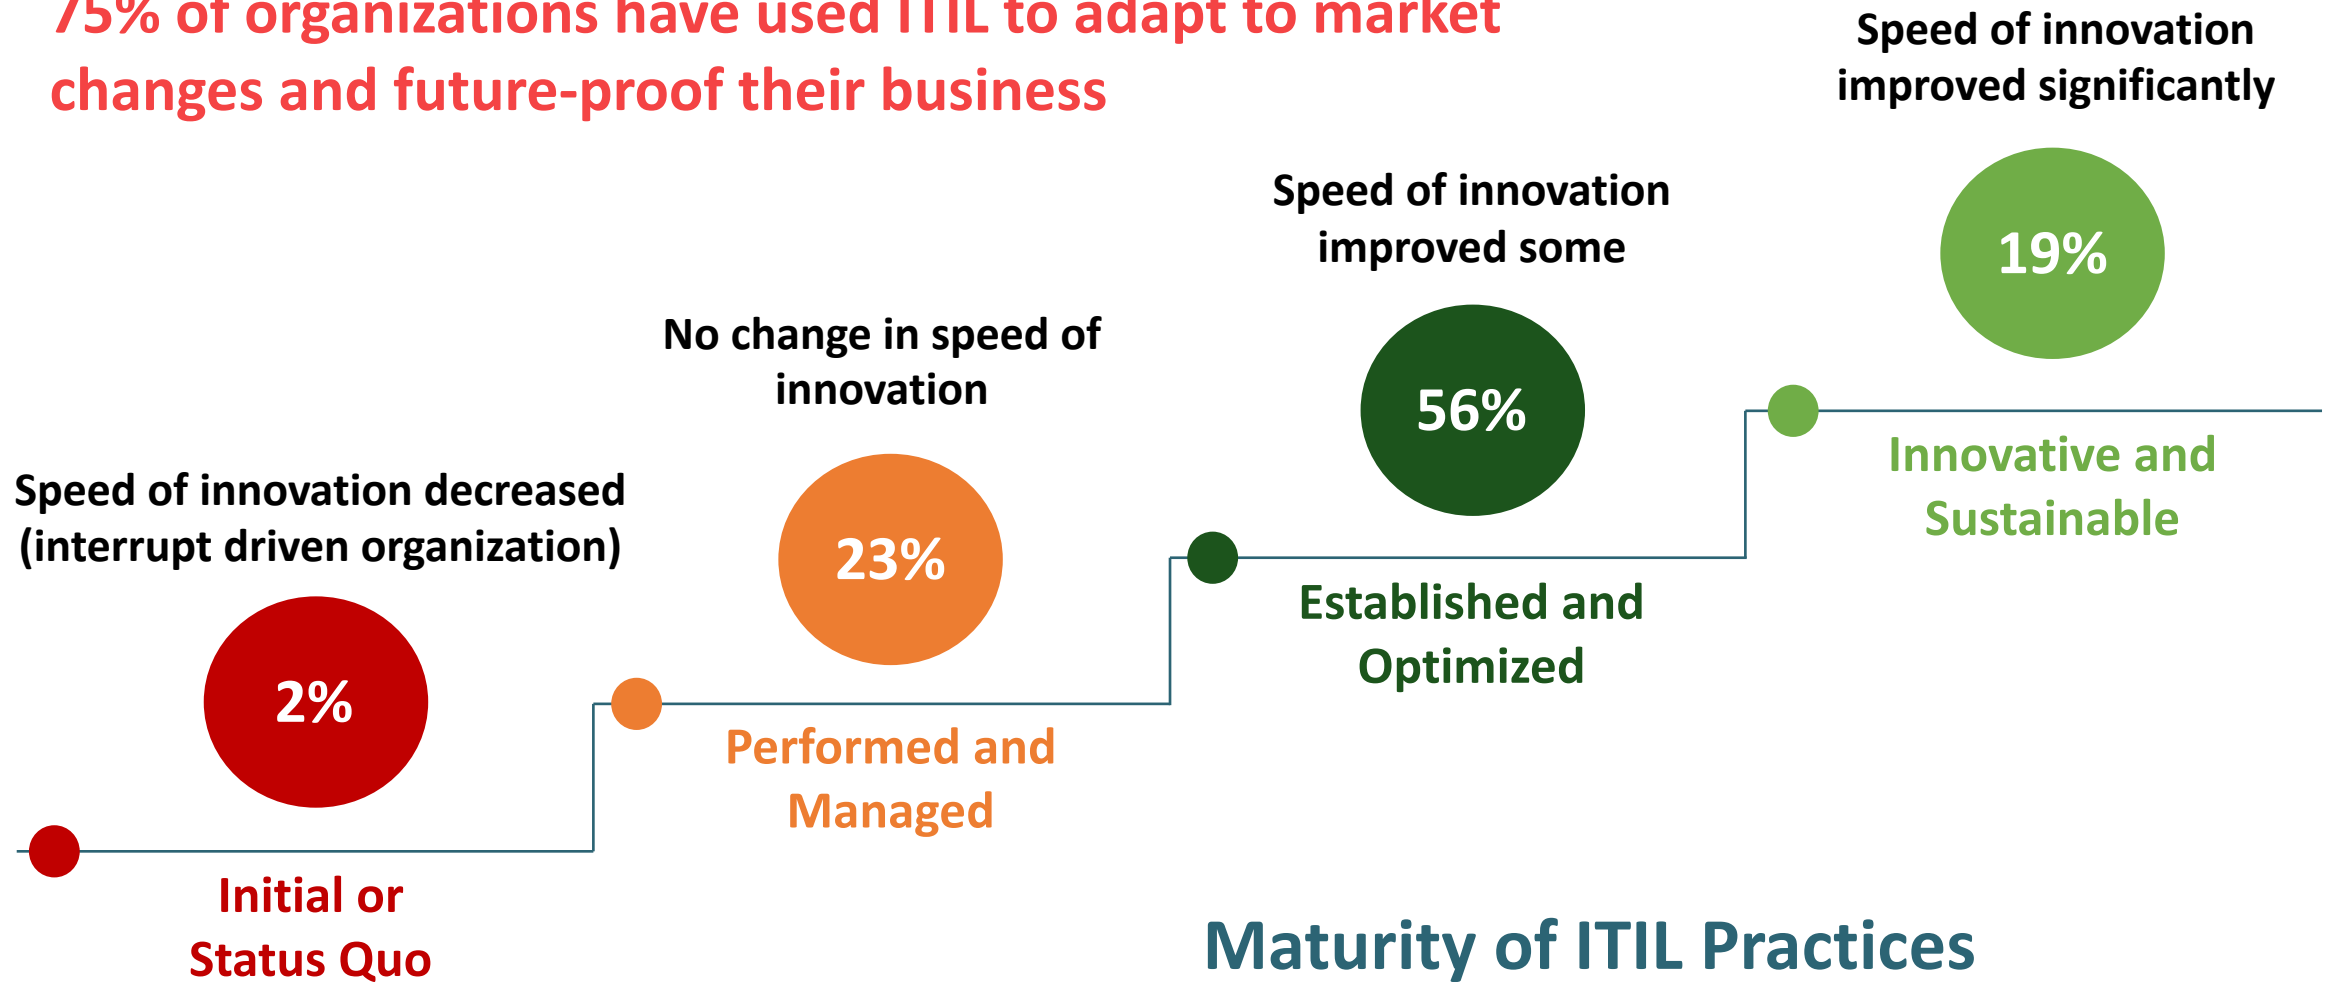 75% of organizations have used ITIL to adapt to market
changes and future-proof their business
Speed of innovation
improved significantly
19%
Innovative and
Sustainable
Speed of innovation
improved some
56%
Established and
Optimized
No change in speed of
innovation
23%
Performed and
Managed
Speed of innovation decreased
(interrupt driven organization)
2%
Initial or
Status Quo
Maturity of ITIL Practices